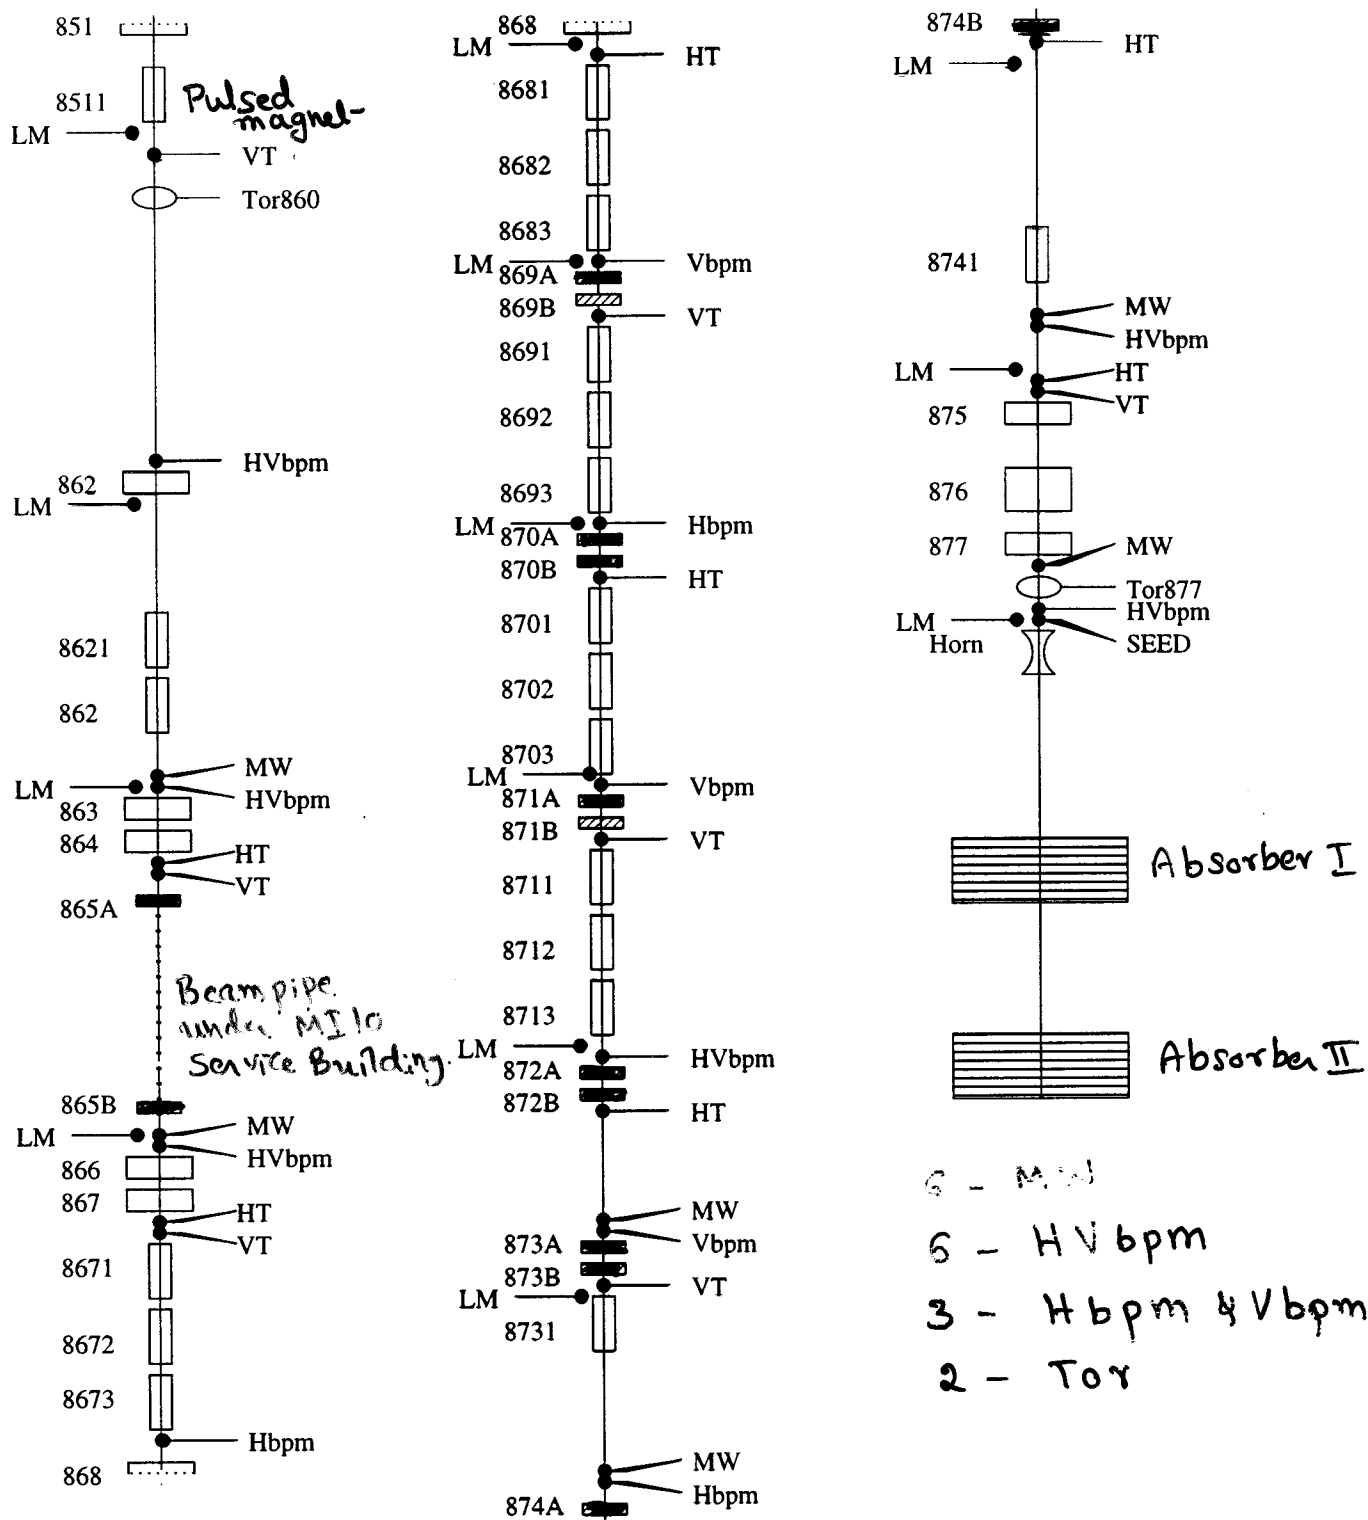 851
8511
Pulsed
magnet
LM
VT
Tor860
HVbpm
862
LM
8621
862
MW
LM
HVbpm
863
864
HT
VT
865A
Beam pipe
under MI10
Service Building.
865B
MW
LM
HVbpm
866
867
HT
VT
8671
8672
8673
Hbpm
868
868
LM
HT
8681
8682
8683
LM
Vbpm
869A
869B
VT
8691
8692
8693
LM
Hbpm
870A
870B
HT
8701
8702
8703
LM
Vbpm
871A
871B
VT
8711
8712
8713
LM
HVbpm
872A
872B
HT
MW
Vbpm
873A
873B
VT
LM
8731
MW
Hbpm
874A
874B
HT
LM
8741
MW
HVbpm
LM
HT
VT
875
876
877
MW
Tor877
HVbpm
LM
SEED
Horn
Absorber I
Absorber II
6 - MW
6 - HVbpm
3 - Hbpm & Vbpm
2 - Tor